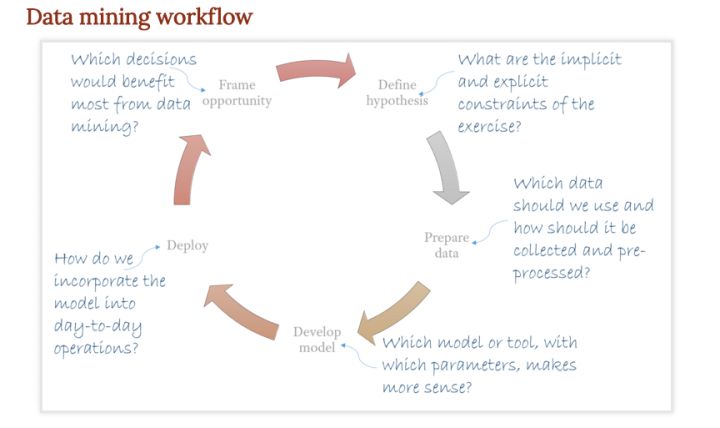 Data mining workflow
Which decisions
would benefit
most from data
mining?
Frame
opportunity
Define
hypothesis
What are the implicit
and explicit
constraints of the
exercise?
Which data
should we use and
how should it be
collected and pre-
processed?
Prepare
data
Deploy
How do we
incorporate the
model into
day-to-day
operations?
Develop
model
Which model or tool, with
which parameters, makes
more sense?